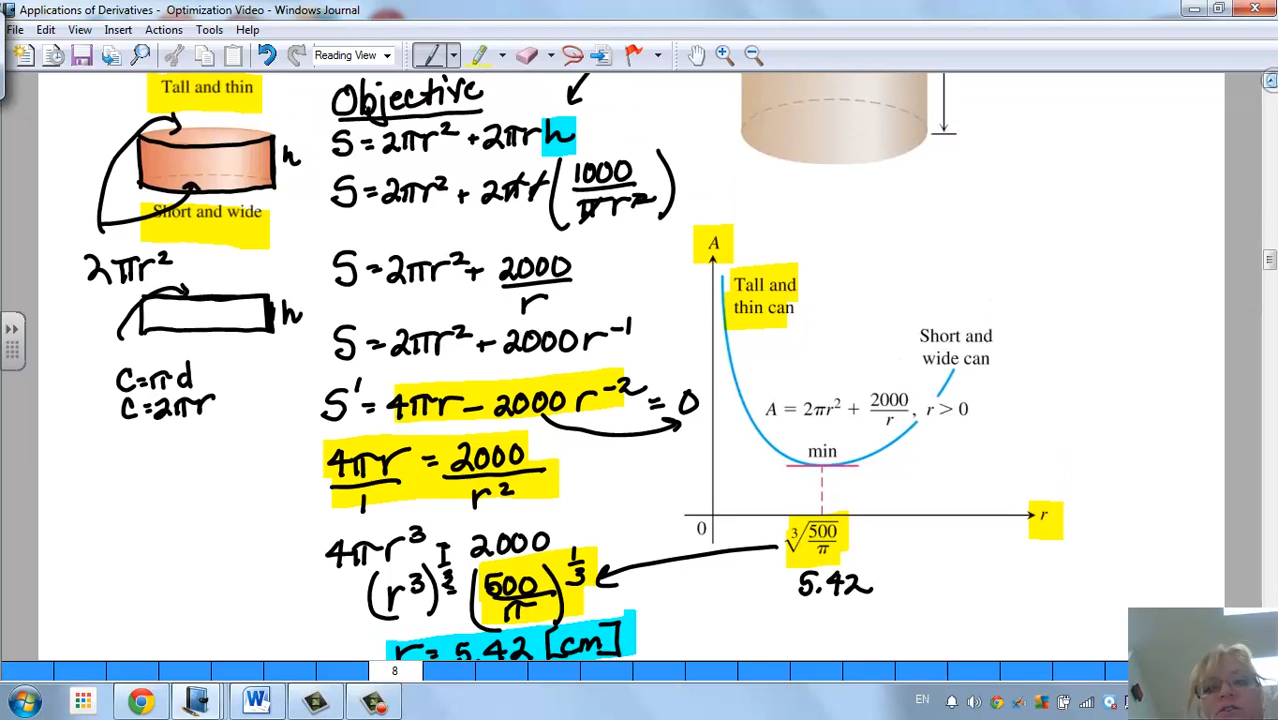 Applications of Derivatives - Optimization Video - Windows Journal
File Edit View Insert Actions Tools Help
Reading View
Tall and thin
h
Short and wide
2πr²
h
C=πd
C=2πr
Objective
S=2πr²+2πrh
S=2πr²+2πr(1000/πr²)
S=2πr²+2000/r
S=2πr²+2000r⁻¹
S'=4πr-2000r⁻²=0
4πr/1=2000/r²
4πr³=2000
(r³)^1/3 (500/π)^1/3
r=5.42 [cm]
A
Tall and
thin can
Short and
wide can
A = 2πr² + 2000/r, r > 0
min
0
r
∛(500/π)
5.42
8
EN